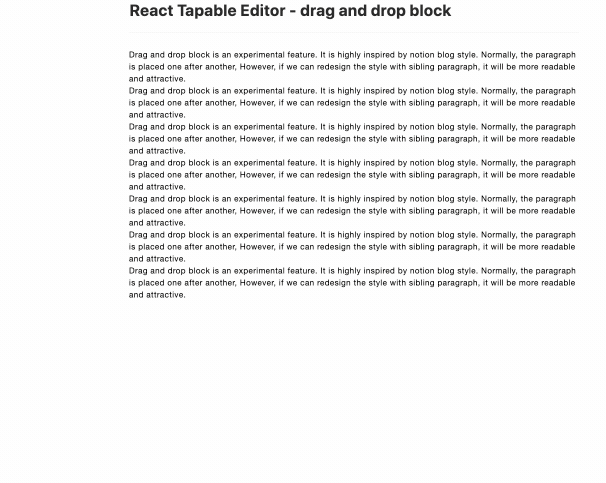 React Tapable Editor - drag and drop block
Drag and drop block is an experimental feature. It is highly inspired by notion blog style. Normally, the paragraph
is placed one after another, However, if we can redesign the style with sibling paragraph, it will be more readable
and attractive.
Drag and drop block is an experimental feature. It is highly inspired by notion blog style. Normally, the paragraph
is placed one after another, However, if we can redesign the style with sibling paragraph, it will be more readable
and attractive.
Drag and drop block is an experimental feature. It is highly inspired by notion blog style. Normally, the paragraph
is placed one after another, However, if we can redesign the style with sibling paragraph, it will be more readable
and attractive.
Drag and drop block is an experimental feature. It is highly inspired by notion blog style. Normally, the paragraph
is placed one after another, However, if we can redesign the style with sibling paragraph, it will be more readable
and attractive.
Drag and drop block is an experimental feature. It is highly inspired by notion blog style. Normally, the paragraph
is placed one after another, However, if we can redesign the style with sibling paragraph, it will be more readable
and attractive.
Drag and drop block is an experimental feature. It is highly inspired by notion blog style. Normally, the paragraph
is placed one after another, However, if we can redesign the style with sibling paragraph, it will be more readable
and attractive.
Drag and drop block is an experimental feature. It is highly inspired by notion blog style. Normally, the paragraph
is placed one after another, However, if we can redesign the style with sibling paragraph, it will be more readable
and attractive.